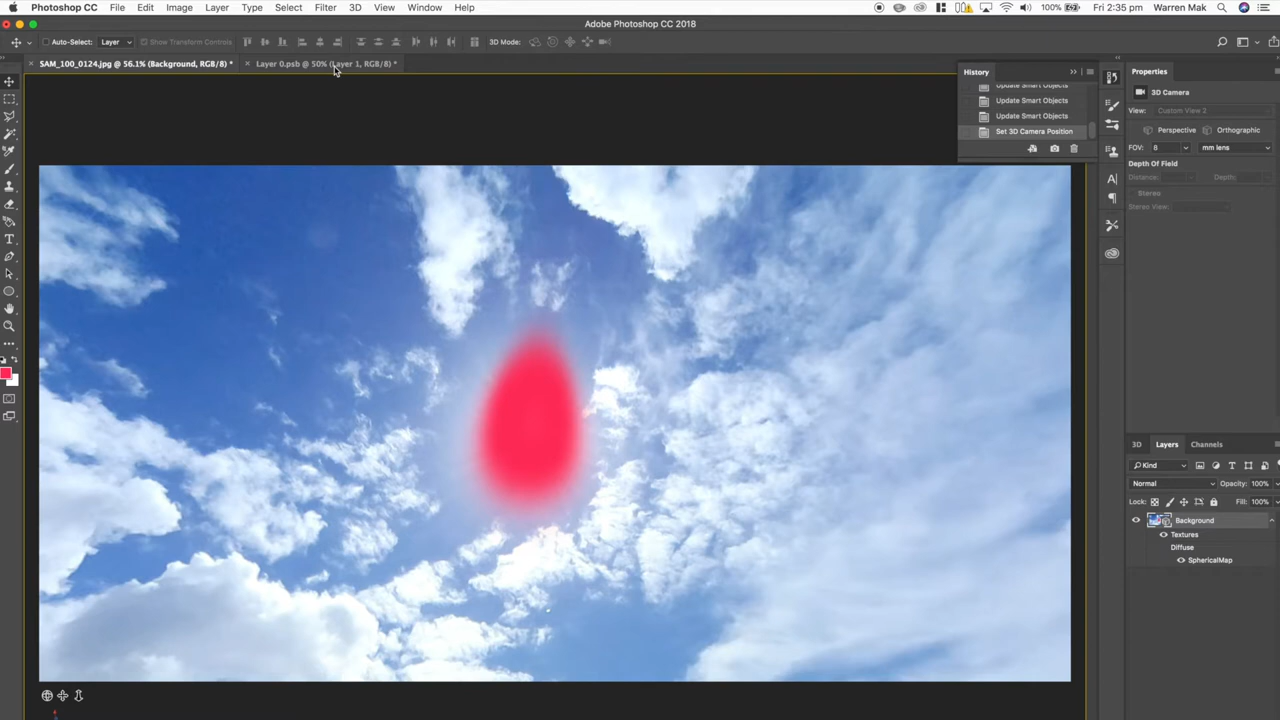 Photoshop CC File Edit Image Layer Type Select Filter 3D View Window Help 100% Fri 2:35 pm Warren Mak
Adobe Photoshop CC 2018
Auto-Select: Layer Show Transform Controls 3D Mode:
SAM_100_0124.jpg @ 56.1% (Background, RGB/8) * Layer 0.psb @ 50% (Layer 1, RGB/8) *
History
Update Smart Objects
Update Smart Objects
Update Smart Objects
Set 3D Camera Position
Properties
3D Camera
View: Custom View 2
Perspective Orthographic
FOV: 6 mm lens
Depth Of Field
Distance: Depth:
Stereo
Stereo View:
3D Layers Channels
Kind
Normal Opacity: 100%
Lock: Fill: 100%
Background
Textures
Diffuse
SphericalMap